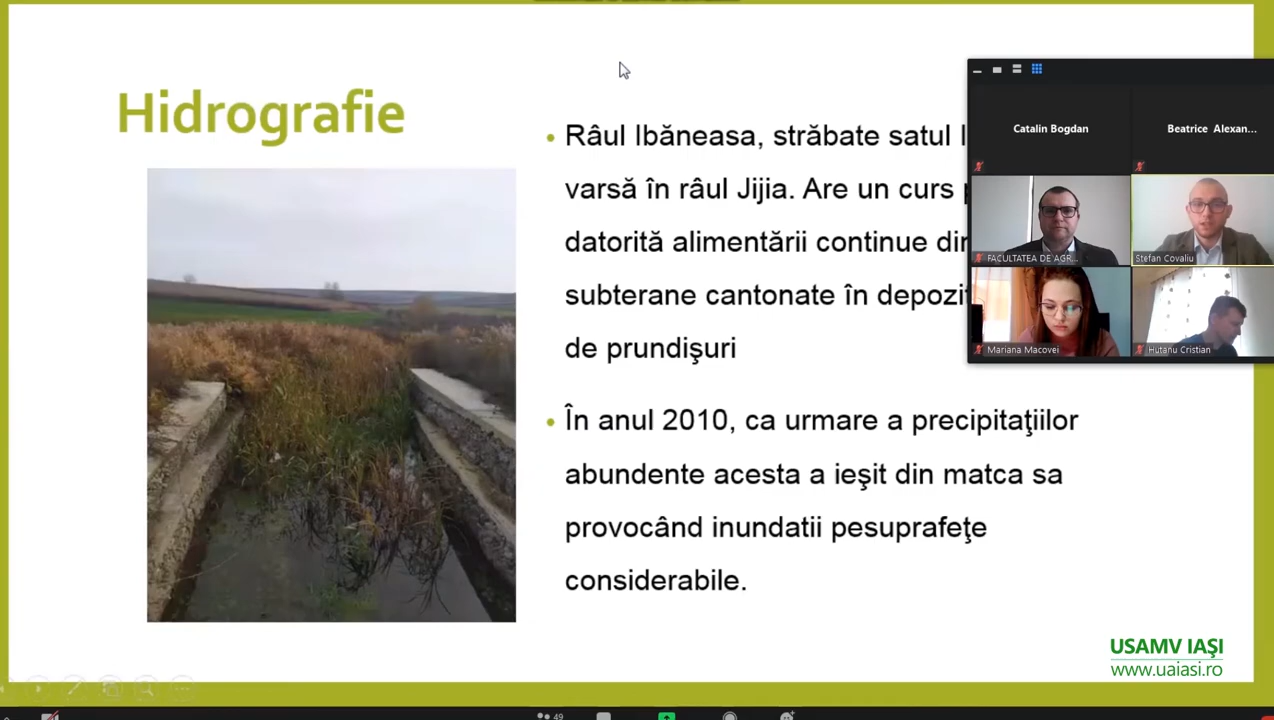 Hidrografie
Râul Ibăneasa, străbate satul
varsă în râul Jijia. Are un curs
datorită alimentării continue
subterane cantonate în
de prundişuri
În anul 2010, ca urmare a precipitaţiilor
abundente acesta a ieşit din matca sa
provocând inundatii pesuprafeţe
considerabile.
Catalin Bogdan
Beatrice Alexan...
FACULTATEA DE AGR...
Stefan Covaliu
Mariana Macovei
Hutanu Cristian
USAMV IAŞI
www.uaiasi.ro
49